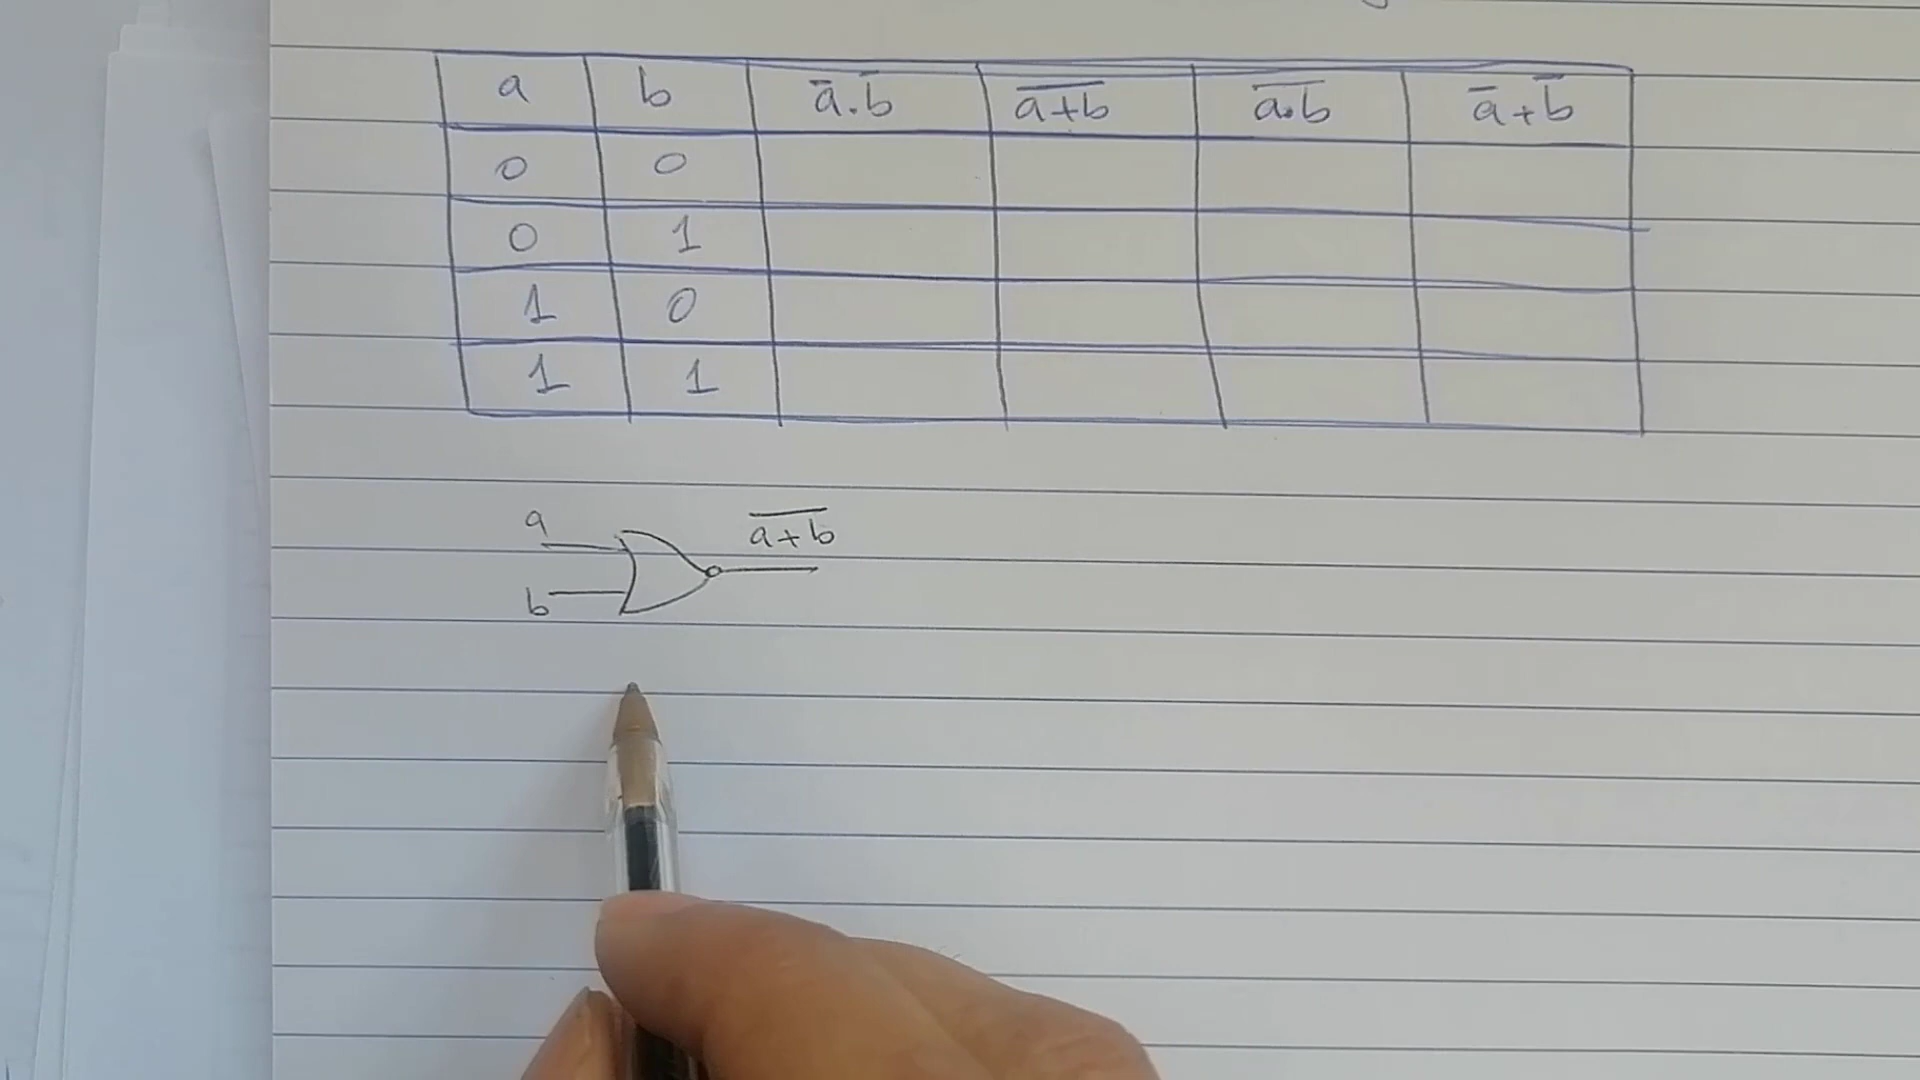 a b a̅.b̅ a̅+̅b̅ a̅.̅b̅ a̅+b̅
0 0
0 1
1 0
1 1
a a̅+̅b̅
b